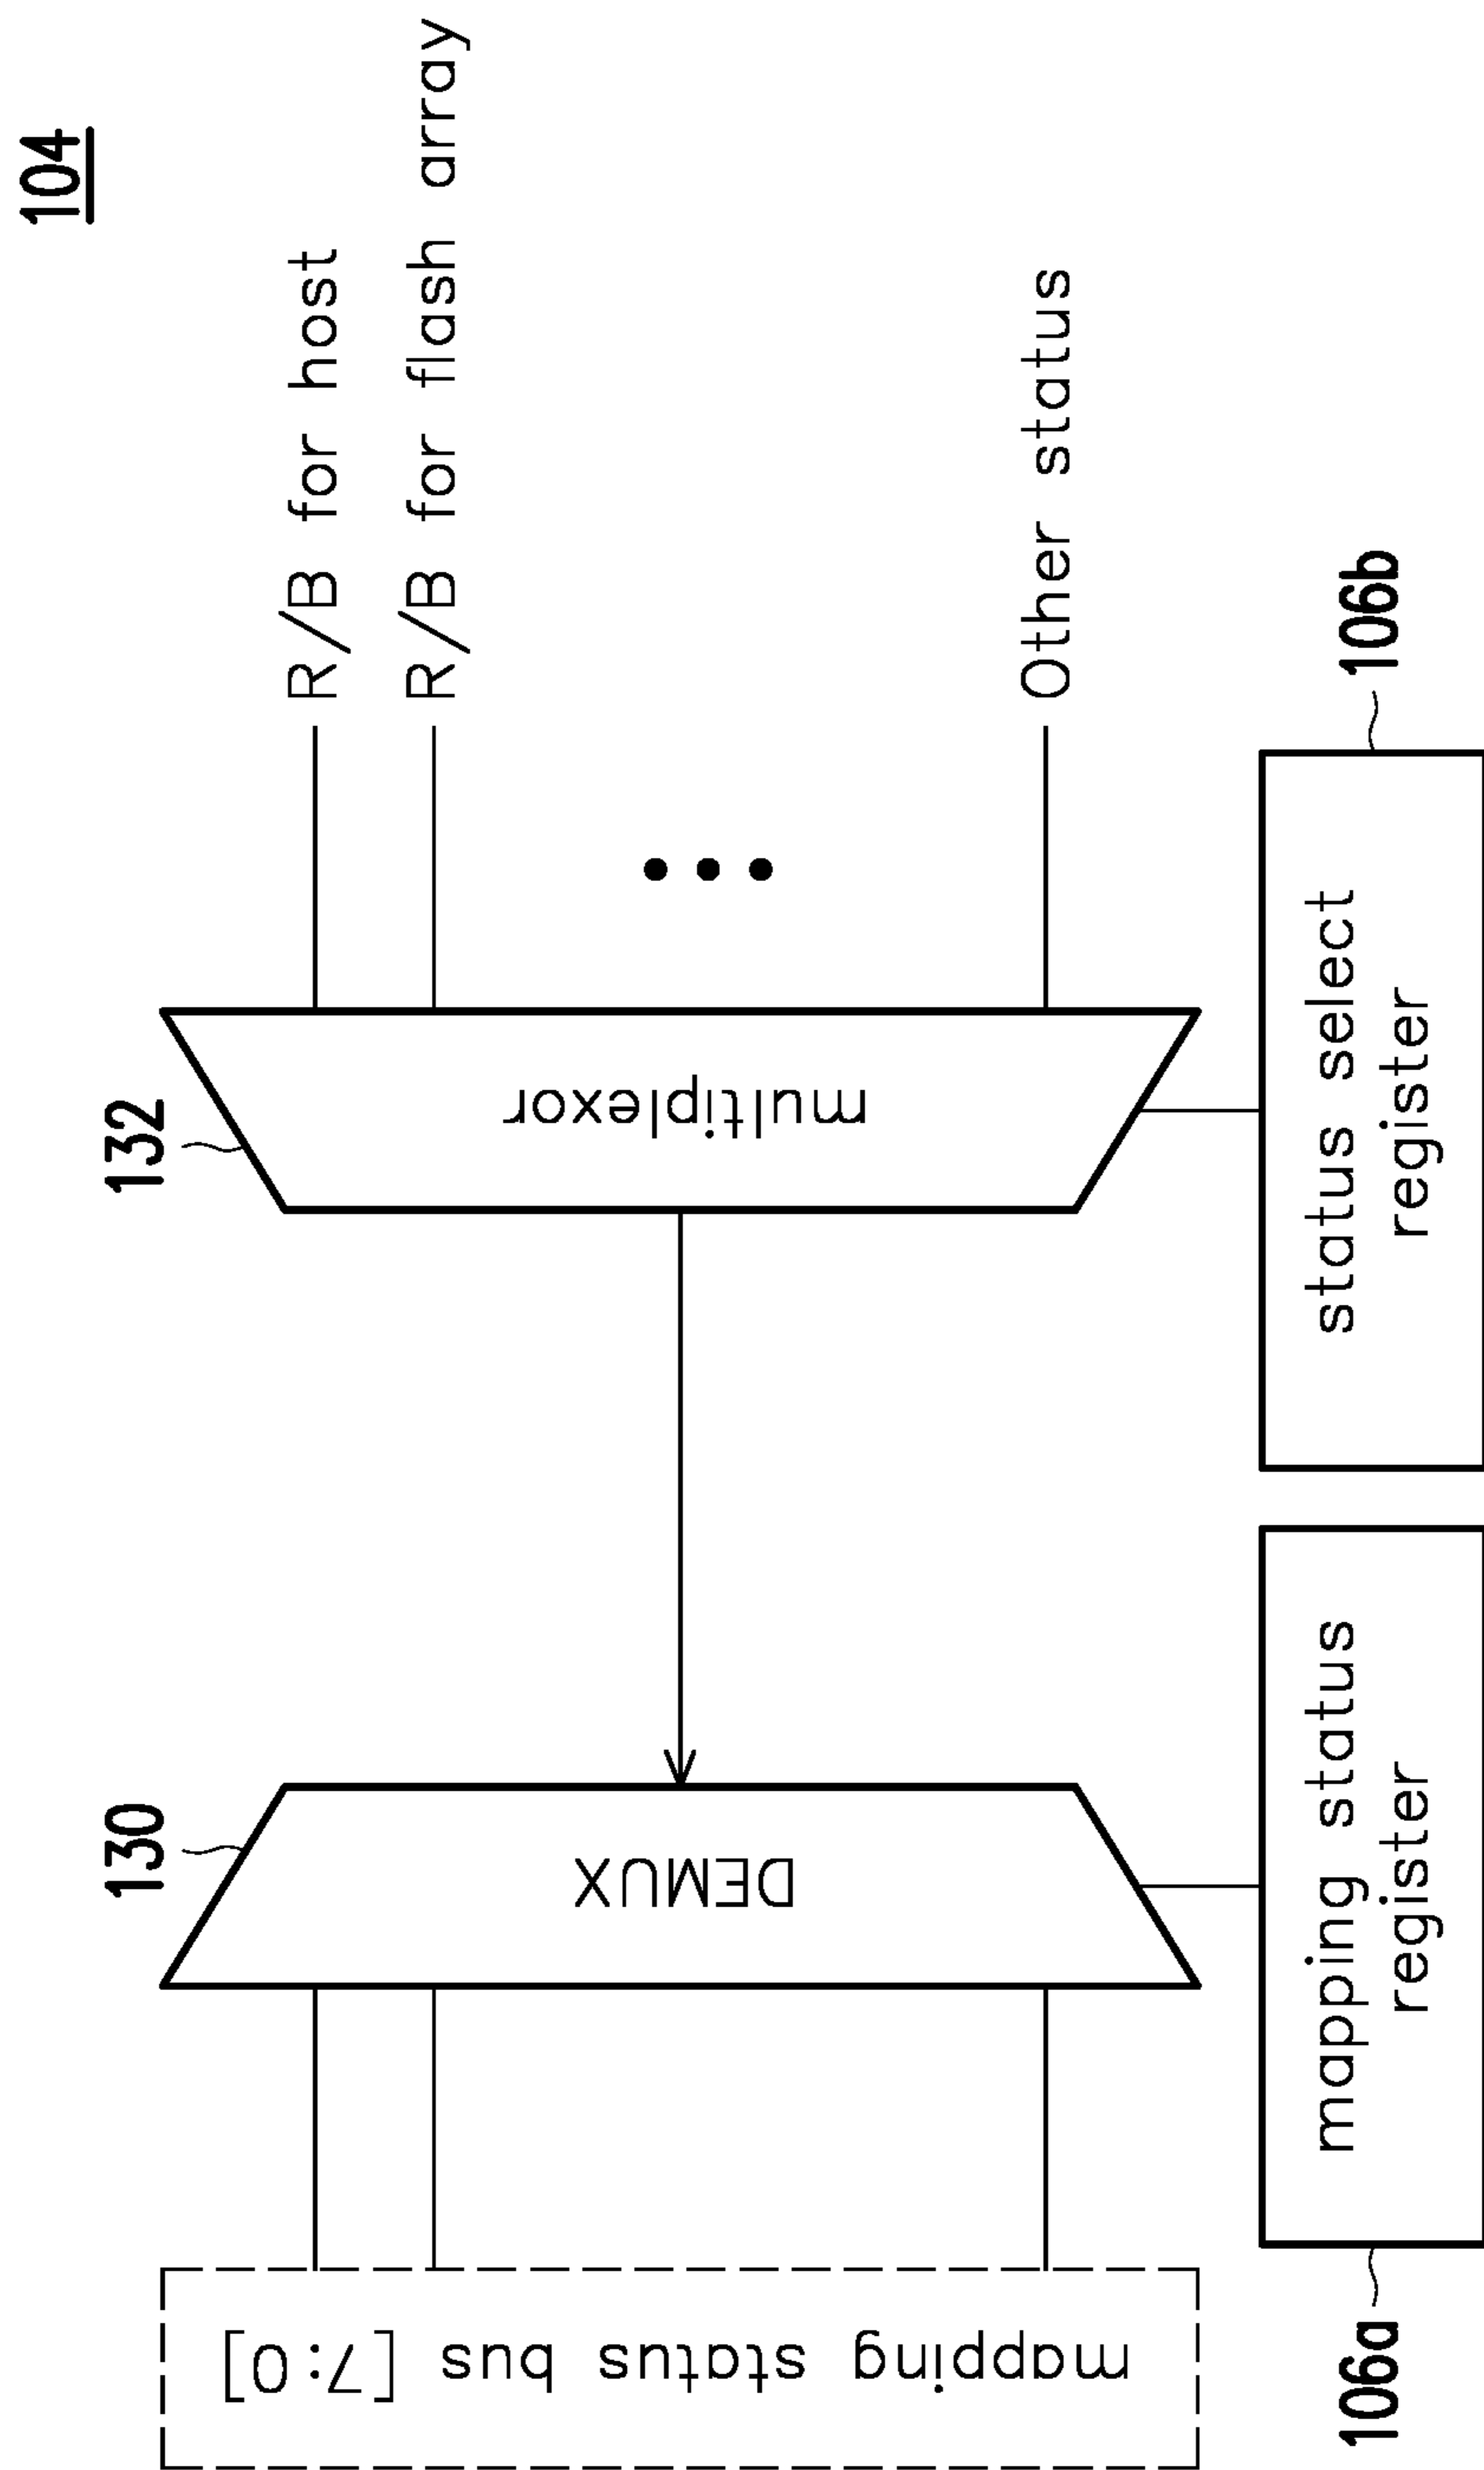 104
R/B for host
R/B for flash array
Other status
132
multiplexor
130
DEMUX
mapping status bus [7:0]
106a
mapping status
register
106b
status select
register